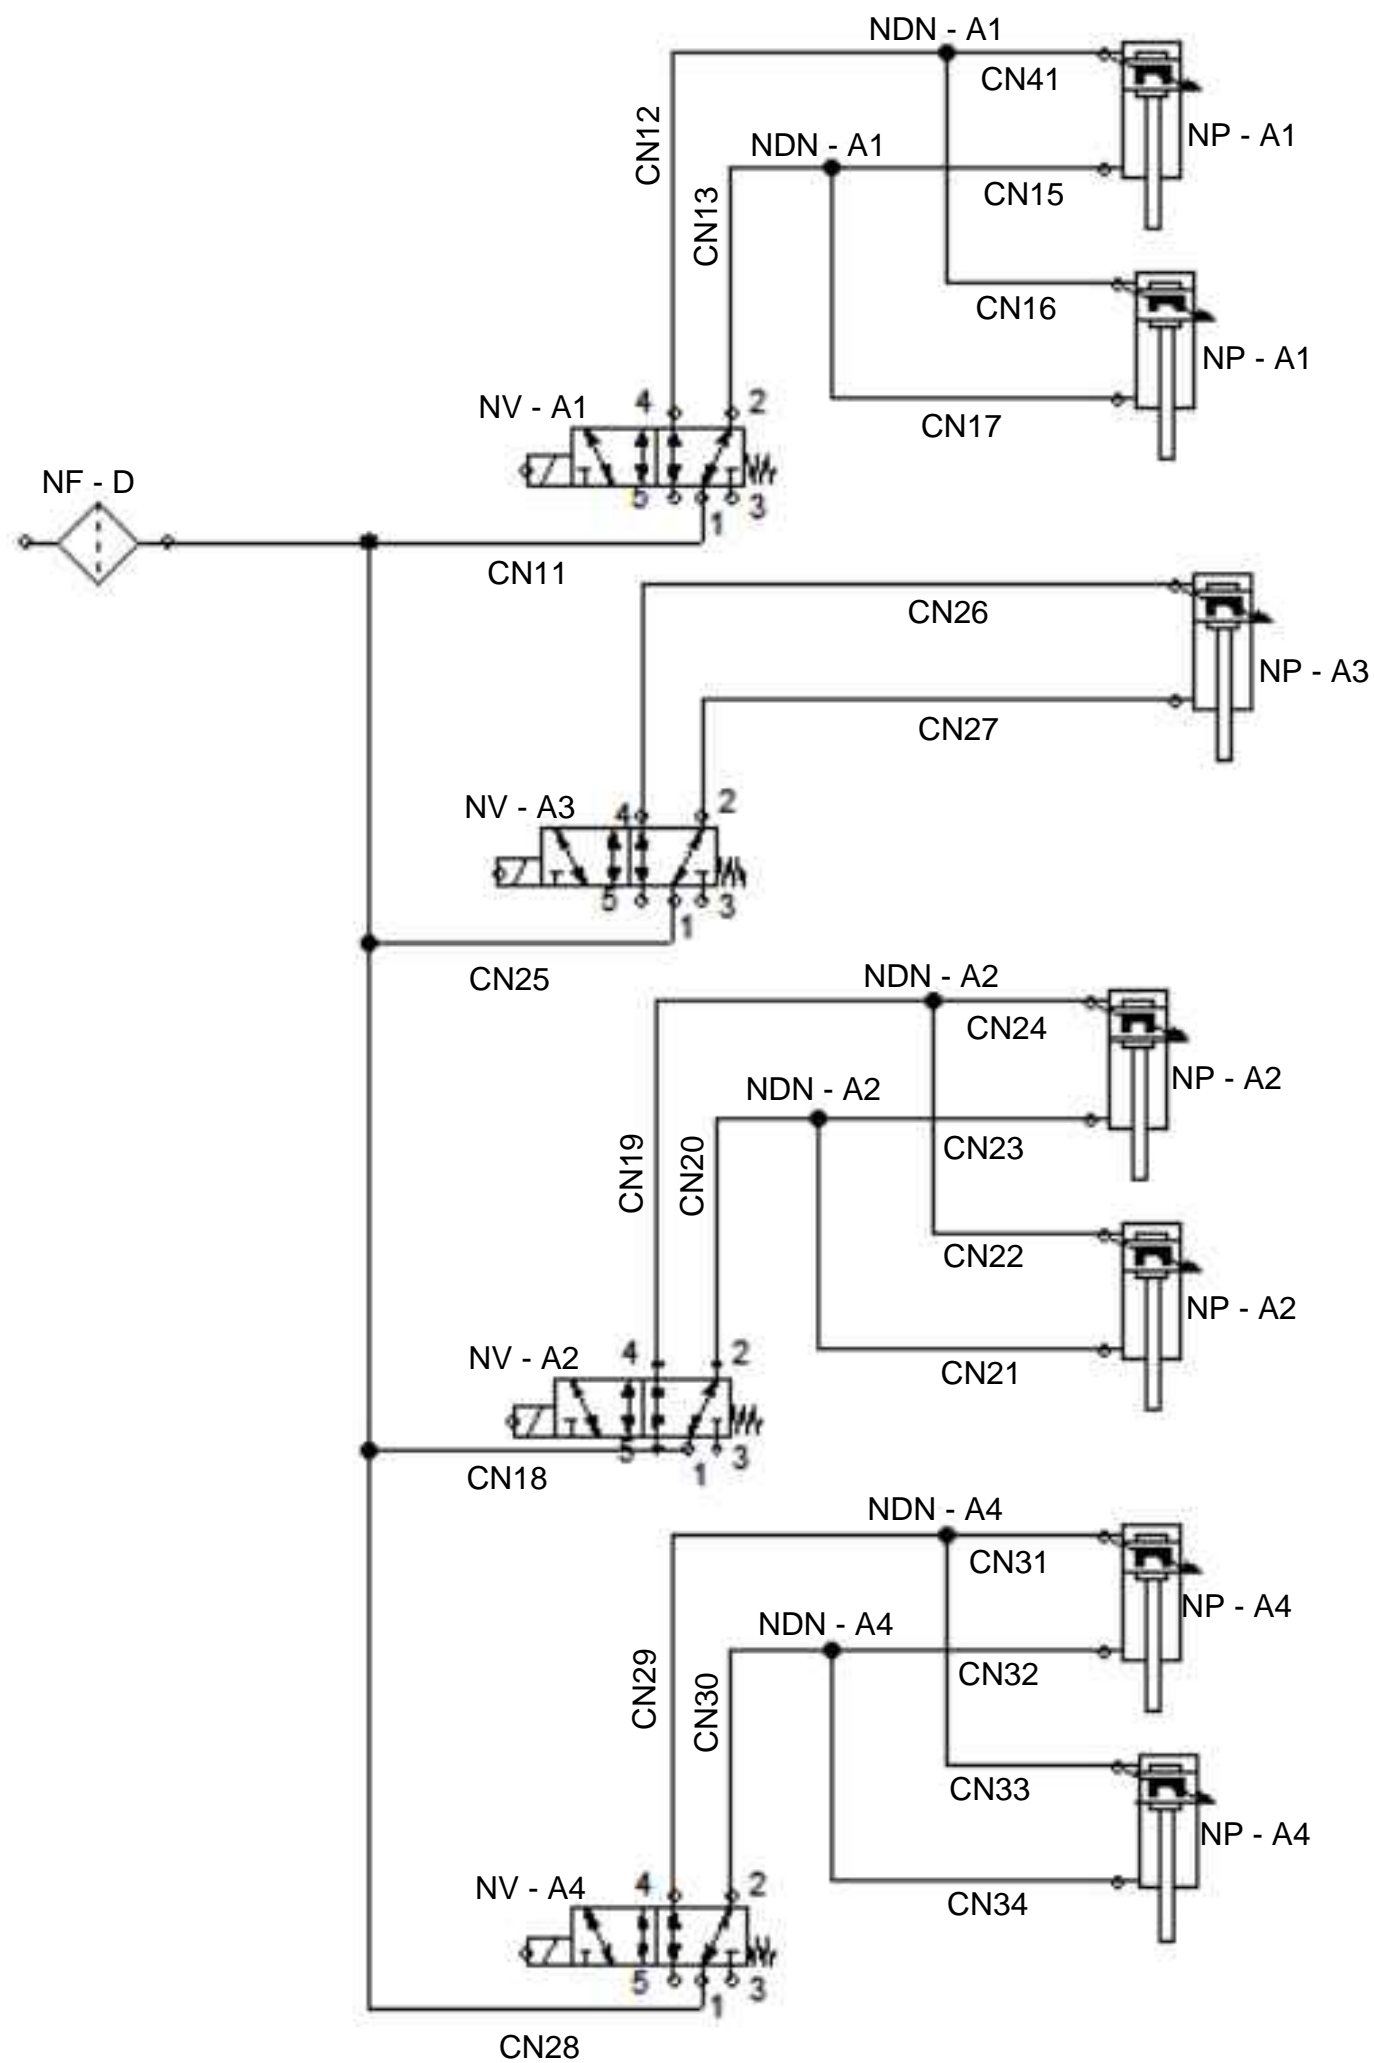 NDN - A1
CN41
CN12
NP - A1
NDN - A1
CN15
CN13
CN16
NP - A1
NV - A1
4
2
CN17
5
1
3
NF - D
CN11
CN26
NP - A3
CN27
NV - A3
4
2
5
1
3
CN25
NDN - A2
CN24
NP - A2
NDN - A2
CN23
CN19
CN20
CN22
NP - A2
NV - A2
4
2
CN21
5
1
3
CN18
NDN - A4
CN31
NP - A4
NDN - A4
CN32
CN29
CN30
CN33
NP - A4
NV - A4
4
2
CN34
5
1
3
CN28